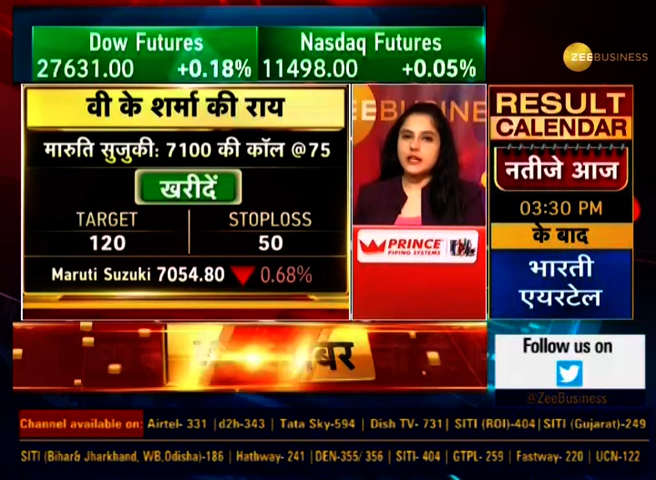 Dow Futures
27631.00 +0.18%
Nasdaq Futures
11498.00 +0.05%
ZEEBUSINESS
वी के शर्मा की राय
मारुति सुजुकी: 7100 की कॉल @75
खरीदें
TARGET STOPLOSS
120 50
Maruti Suzuki 7054.80 ▼ 0.68%
EEBUSINE
PRINCE
PIPING SYSTEMS
RESULT
CALENDAR
नतीजे आज
03:30 PM
के बाद
भारती
एयरटेल
Follow us on
@ZeeBusiness
Channel available on: Airtel- 331 | d2h-343 | Tata Sky-594 | Dish TV- 731 | SITI (ROI)-404 | SITI (Gujarat)-249
SITI (Bihar& Jharkhand, WB,Odisha)-186 | Hathway- 241 | DEN-355/ 356 | SITI- 404 | GTPL- 259 | Fastway- 220 | UCN-122